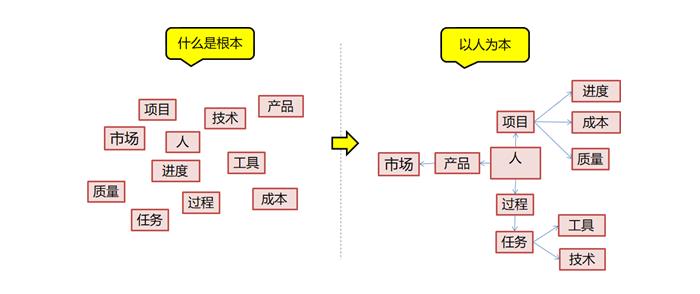 什么是根本
项目
技术
产品
市场
人
进度
工具
质量
过程
成本
任务
以人为本
进度
项目
成本
市场
产品
人
质量
过程
任务
工具
技术